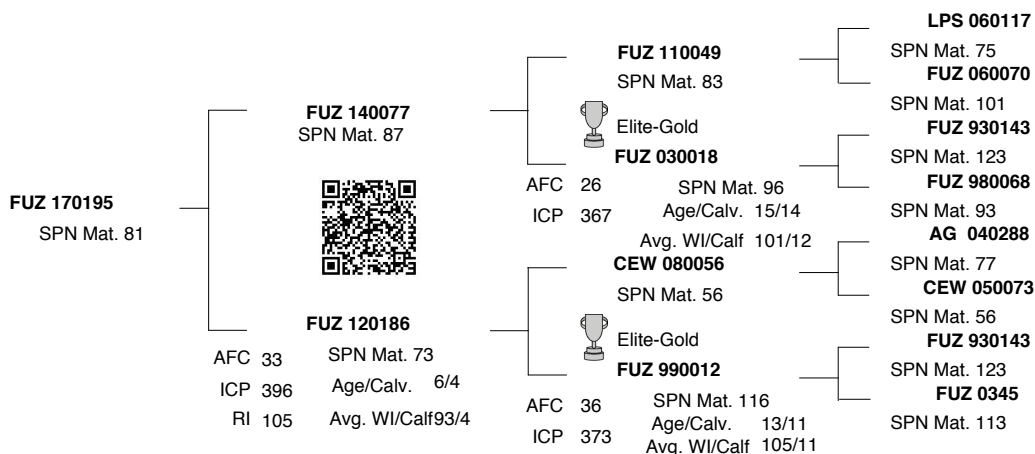 FUZ 170195
SPN Mat. 81
FUZ 140077
SPN Mat. 87
FUZ 120186
AFC 33 SPN Mat. 73
ICP 396 Age/Calv. 6/4
RI 105 Avg. WI/Calf93/4
FUZ 110049
SPN Mat. 83
Elite-Gold
FUZ 030018
AFC 26 SPN Mat. 96
ICP 367 Age/Calv. 15/14
Avg. WI/Calf 101/12
CEW 080056
SPN Mat. 56
Elite-Gold
FUZ 990012
AFC 36 SPN Mat. 116
Age/Calv. 13/11
ICP 373
Avg. WI/Calf 105/11
LPS 060117
SPN Mat. 75
FUZ 060070
SPN Mat. 101
FUZ 930143
SPN Mat. 123
FUZ 980068
SPN Mat. 93
AG 040288
SPN Mat. 77
CEW 050073
SPN Mat. 56
FUZ 930143
SPN Mat. 123
FUZ 0345
SPN Mat. 113